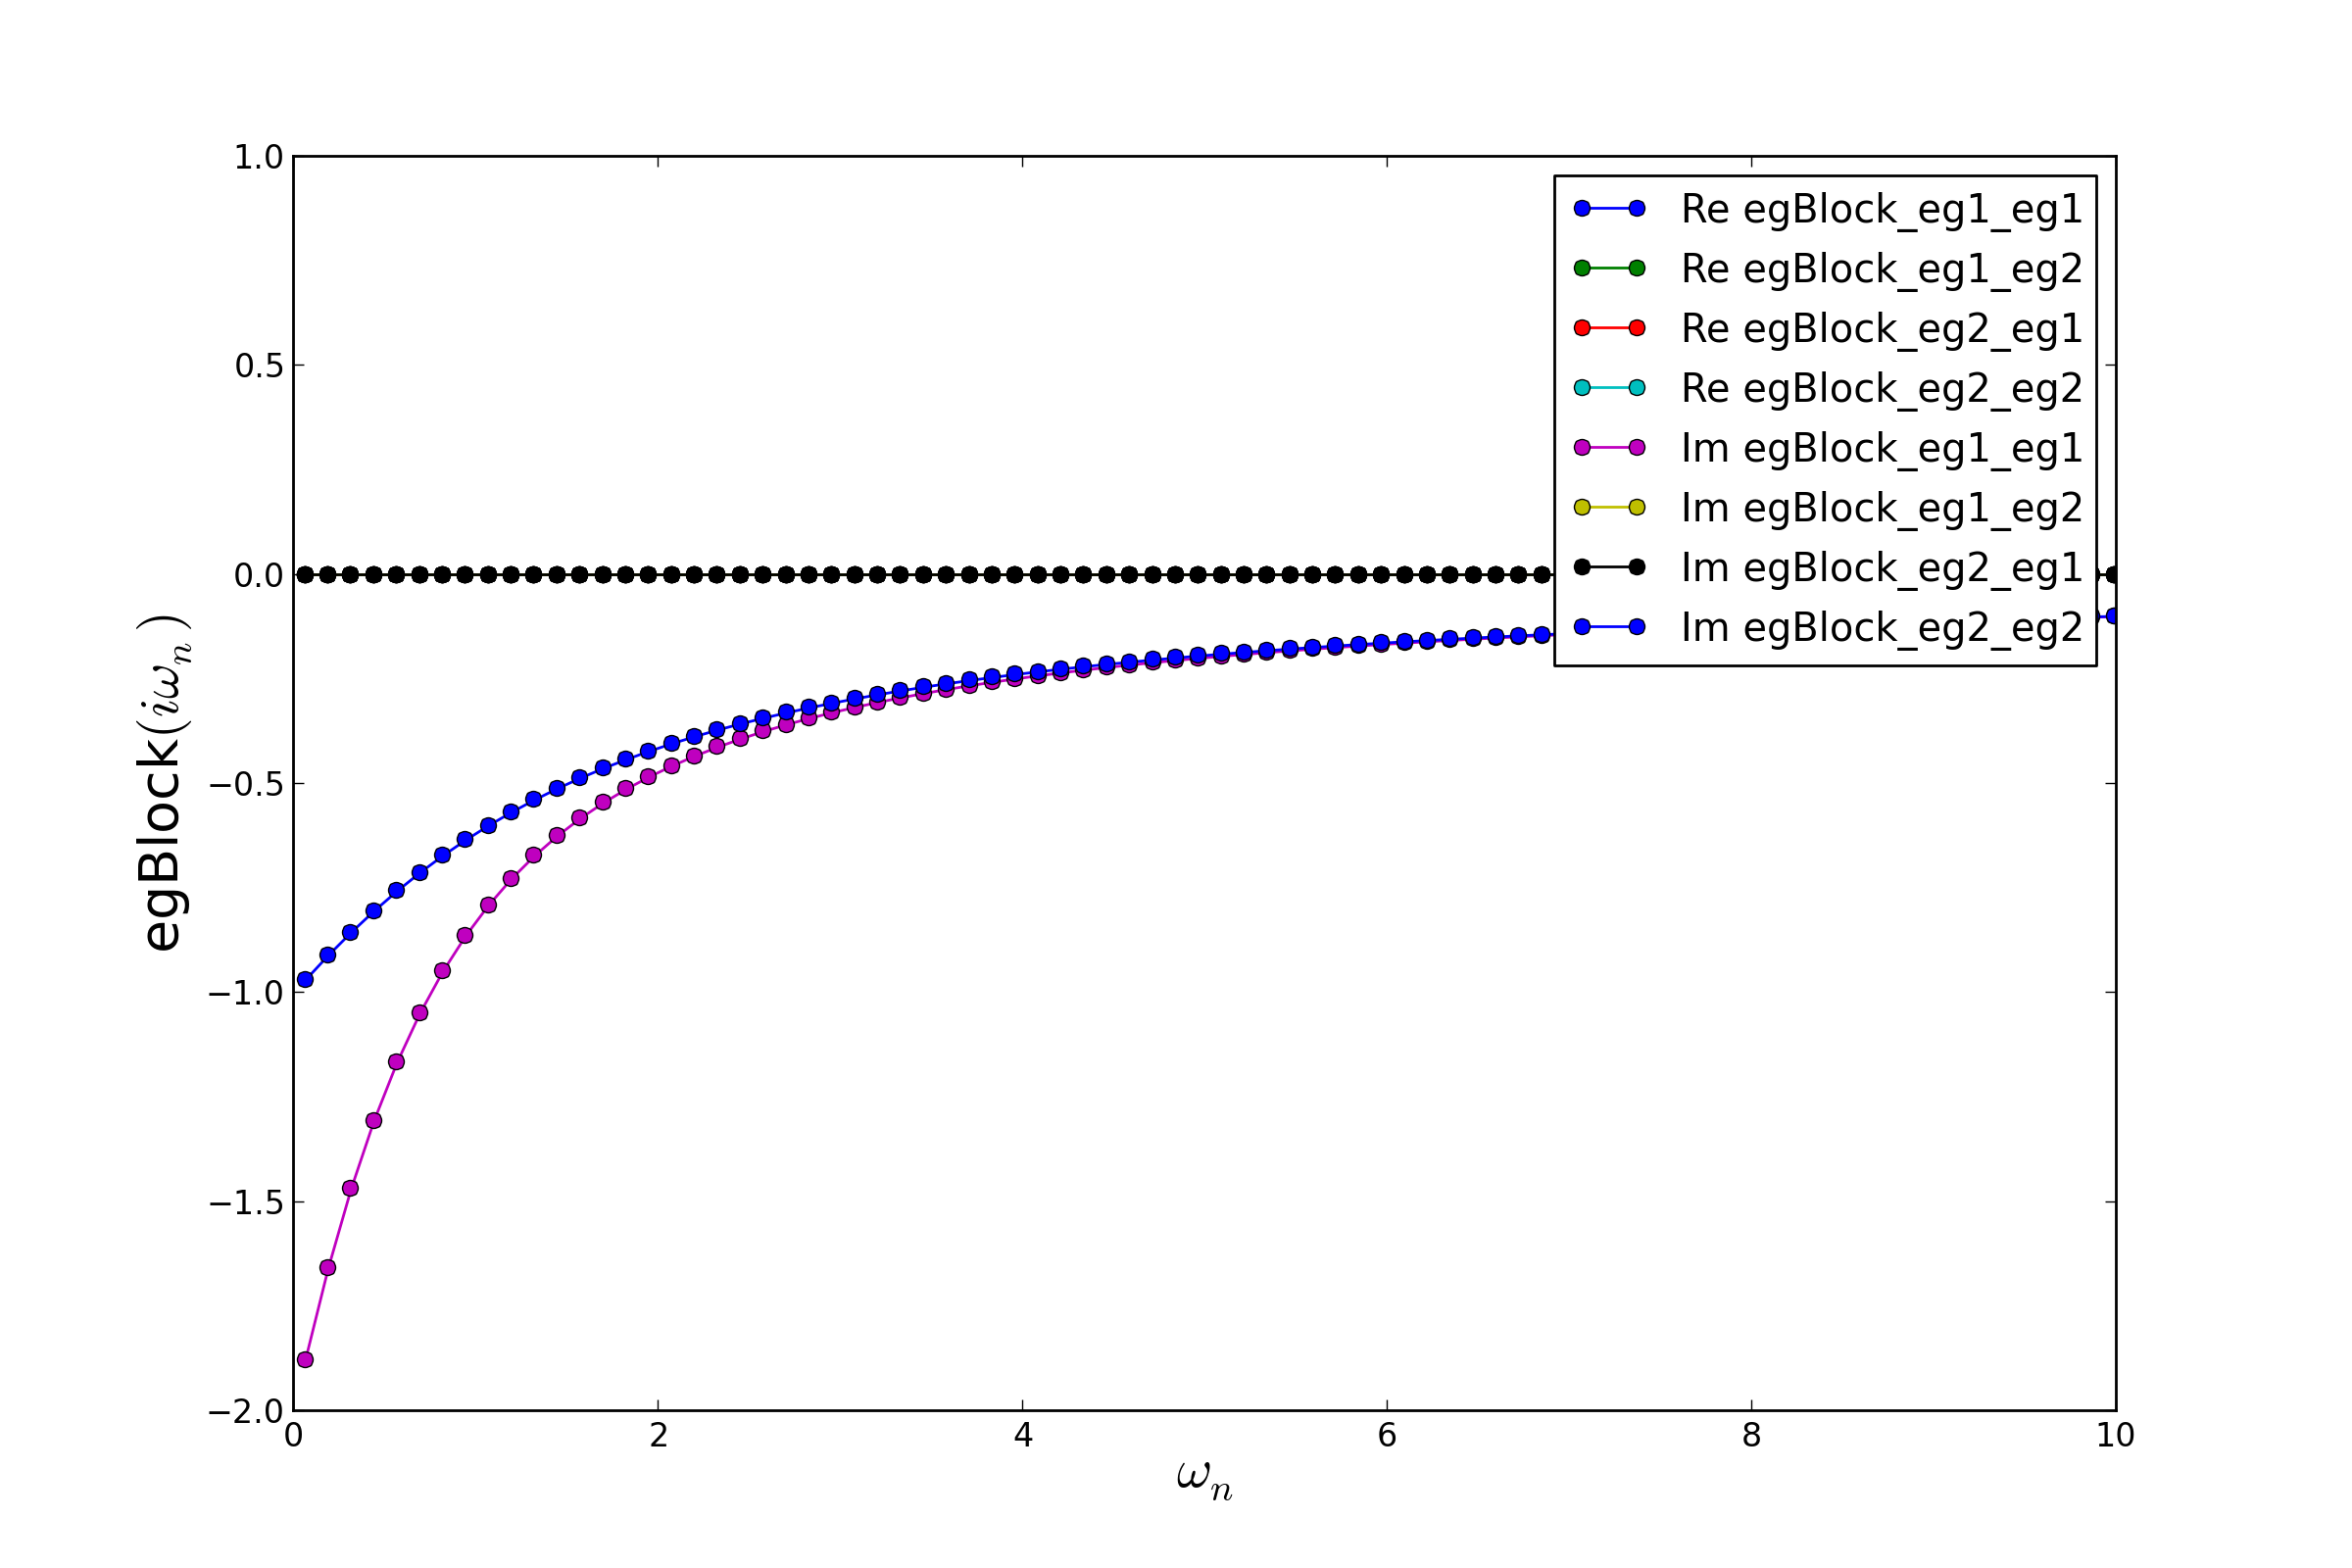 1.0
0.5
0.0
−0.5
−1.0
−1.5
−2.0
egBlock(iωₙ)
Re egBlock_eg1_eg1
Re egBlock_eg1_eg2
Re egBlock_eg2_eg1
Re egBlock_eg2_eg2
Im egBlock_eg1_eg1
Im egBlock_eg1_eg2
Im egBlock_eg2_eg1
Im egBlock_eg2_eg2
0 2 4 6 8 10
ωₙ